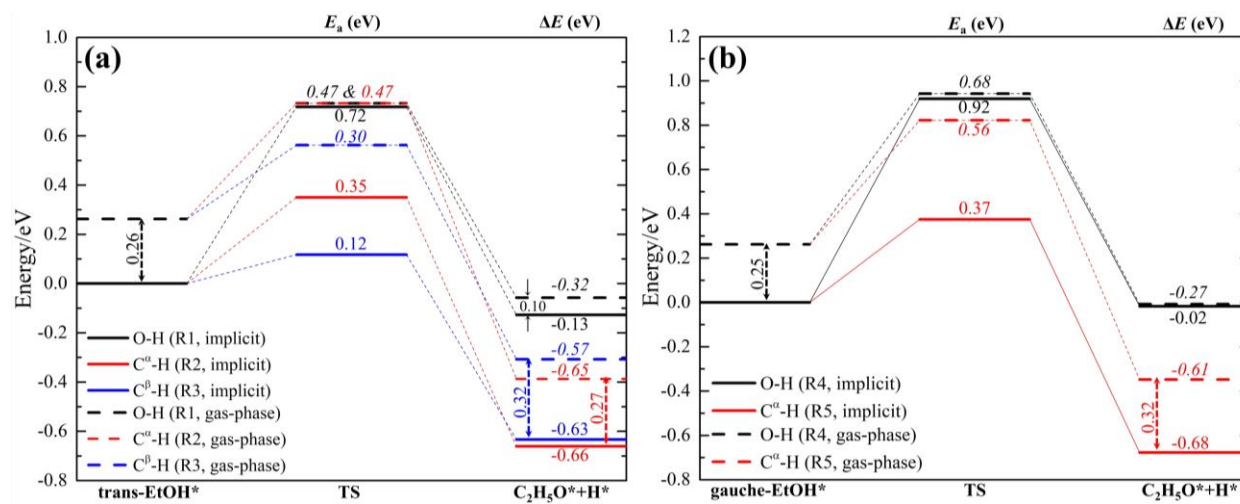 Eₐ (eV)
ΔE (eV)
(a)
Energy/eV
1.0
0.8
0.6
0.4
0.2
0.0
-0.2
-0.4
-0.6
-0.8
0.47 & 0.47
0.72
0.30
0.35
0.12
0.26
-0.32
0.10
-0.13
-0.57
-0.65
0.32
0.27
-0.63
-0.66
O-H (R1, implicit)
Cᵅ-H (R2, implicit)
Cᵝ-H (R3, implicit)
O-H (R1, gas-phase)
Cᵅ-H (R2, gas-phase)
Cᵝ-H (R3, gas-phase)
trans-EtOH*
TS
C₂H₅O*+H*
Eₐ (eV)
ΔE (eV)
(b)
Energy/eV
1.2
1.0
0.8
0.6
0.4
0.2
0.0
-0.2
-0.4
-0.6
-0.8
0.68
0.92
0.56
0.37
0.25
-0.27
-0.02
-0.61
0.32
-0.68
O-H (R4, implicit)
Cᵅ-H (R5, implicit)
O-H (R4, gas-phase)
Cᵅ-H (R5, gas-phase)
gauche-EtOH*
TS
C₂H₅O*+H*